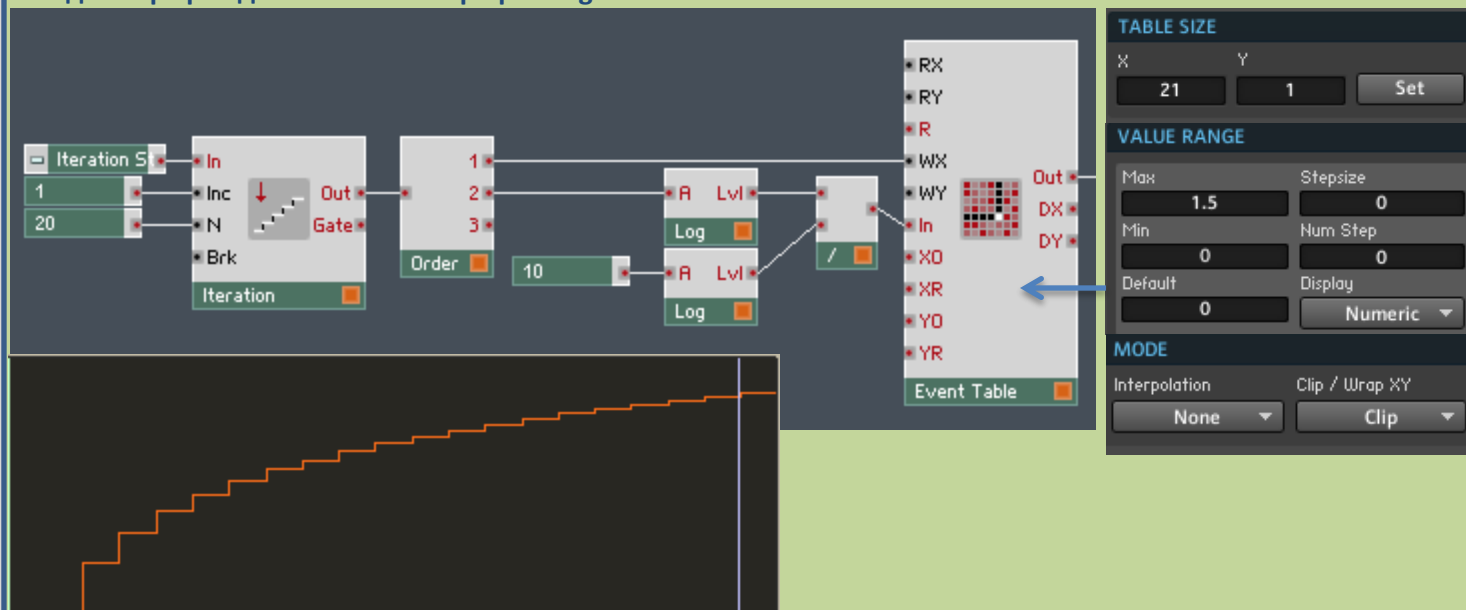 Iteration St
1
20
In
Inc
N
Brk
Out
Gate
Iteration
1
2
3
Order
10
A Lvl
Log
A Lvl
Log
/
RX
RY
R
WX
WY
In
XO
XR
YO
YR
Out
DX
DY
Event Table
TABLE SIZE
X Y
21 1 Set
VALUE RANGE
Max Stepsize
1.5 0
Min Num Step
0 0
Default Display
0 Numeric
MODE
Interpolation Clip / Wrap XY
None Clip